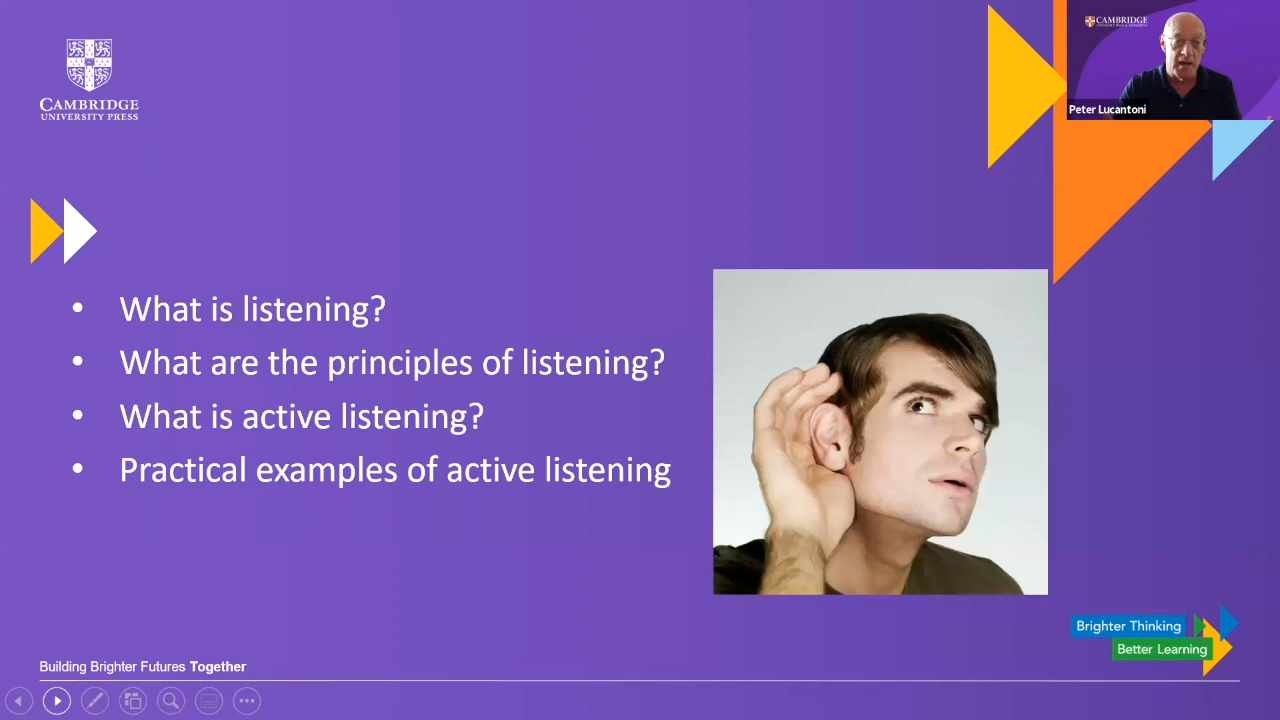 CAMBRIDGE
UNIVERSITY PRESS
CAMBRIDGE
Peter Lucantoni
• What is listening?
• What are the principles of listening?
• What is active listening?
• Practical examples of active listening
Brighter Thinking
Better Learning
Building Brighter Futures Together